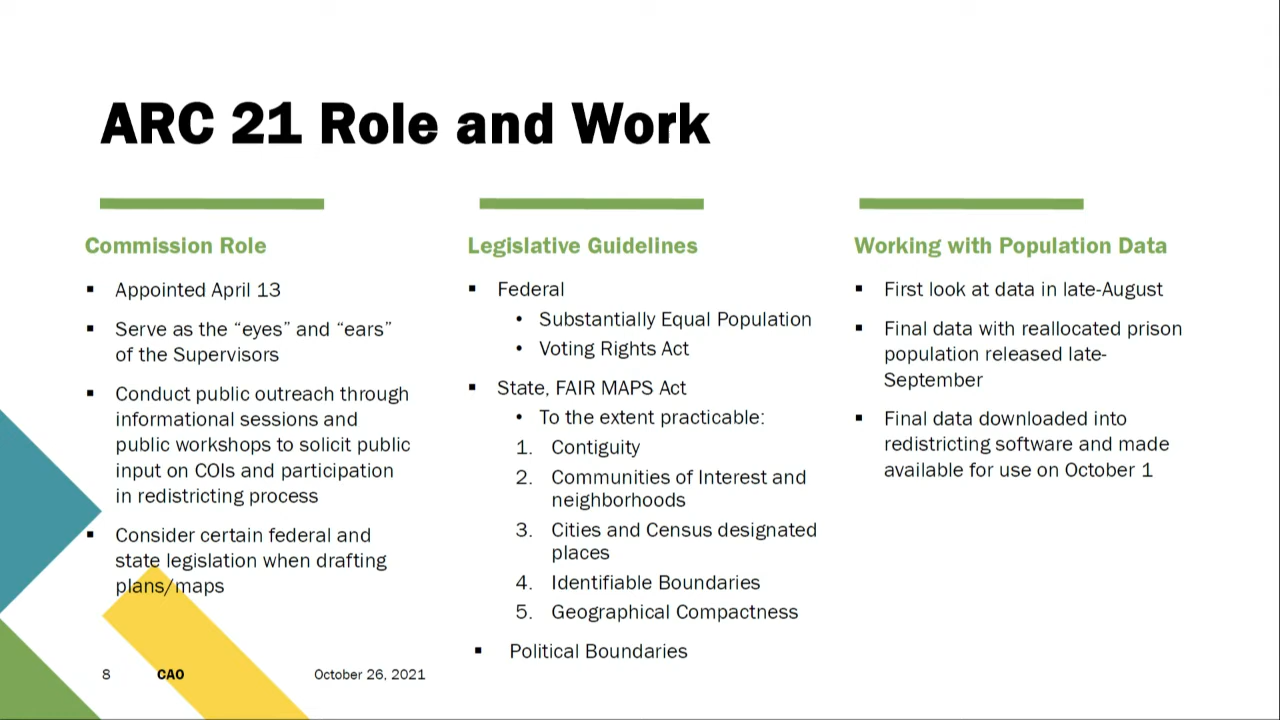 ARC 21 Role and Work
Commission Role
▪ Appointed April 13
▪ Serve as the “eyes” and “ears”
of the Supervisors
▪ Conduct public outreach through
informational sessions and
public workshops to solicit public
input on COIs and participation
in redistricting process
▪ Consider certain federal and
state legislation when drafting
plans/maps
Legislative Guidelines
▪ Federal
• Substantially Equal Population
• Voting Rights Act
▪ State, FAIR MAPS Act
• To the extent practicable:
1. Contiguity
2. Communities of Interest and
neighborhoods
3. Cities and Census designated
places
4. Identifiable Boundaries
5. Geographical Compactness
▪ Political Boundaries
Working with Population Data
▪ First look at data in late-August
▪ Final data with reallocated prison
population released late-
September
▪ Final data downloaded into
redistricting software and made
available for use on October 1
8 CAO October 26, 2021